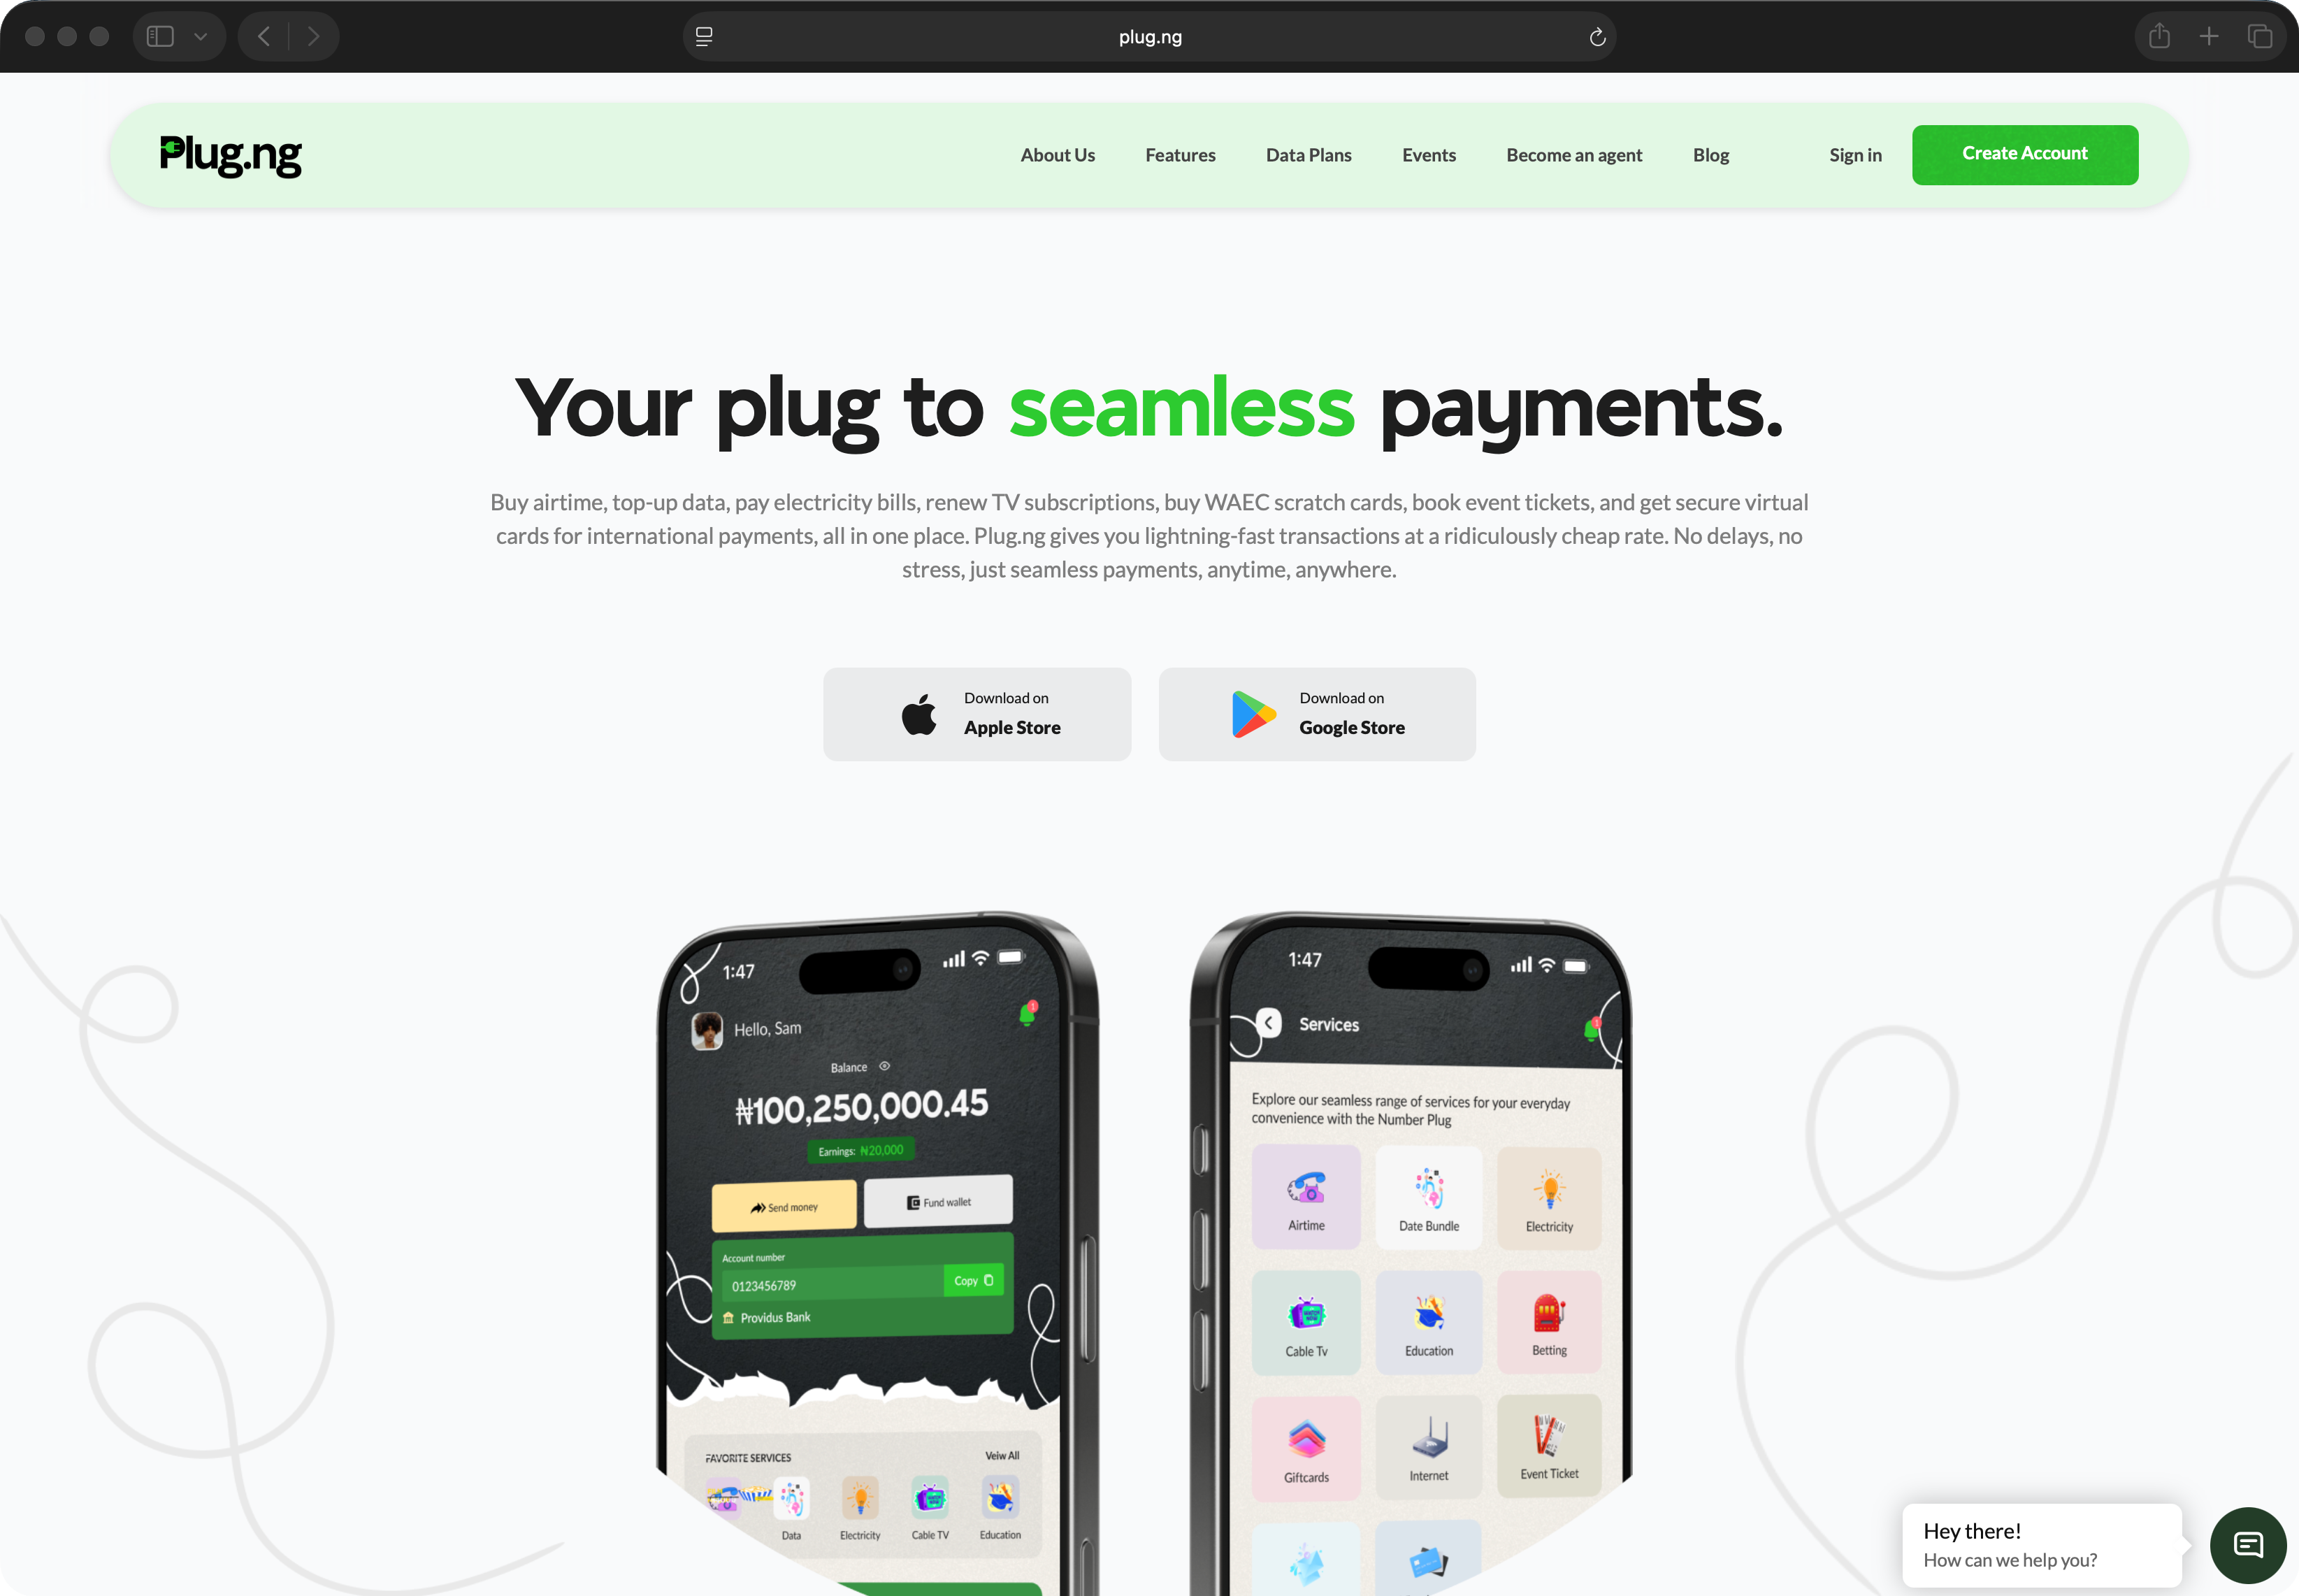 plug.ng
Plug.ng
About Us
Features
Data Plans
Events
Become an agent
Blog
Sign in
Create Account
Your plug to seamless payments.
Buy airtime, top-up data, pay electricity bills, renew TV subscriptions, buy WAEC scratch cards, book event tickets, and get secure virtual
cards for international payments, all in one place. Plug.ng gives you lightning-fast transactions at a ridiculously cheap rate. No delays, no
stress, just seamless payments, anytime, anywhere.
Download on
Apple Store
Download on
Google Store
1:47
Hello, Sam
1
Balance
₦100,250,000.45
Earnings: ₦20,000
Send money
Fund wallet
Account number
0123456789
Copy
Providus Bank
FAVORITE SERVICES
Veiw All
Data
Electricity
Cable TV
Education
1:47
Services
Explore our seamless range of services for your everyday
convenience with the Number Plug
Airtime
Date Bundle
Electricity
Cable Tv
Education
Betting
Giftcards
Internet
Event Ticket
Hey there!
How can we help you?